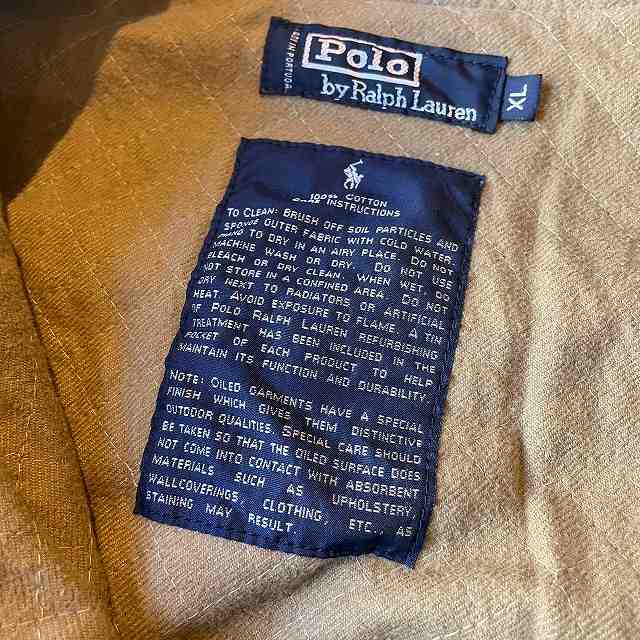 Polo
by Ralph Lauren
XL
IN PORTUGAL
100% COTTON
CARE INSTRUCTIONS
TO CLEAN: BRUSH OFF SOIL PARTICLES AND
SPONGE OUTER FABRIC WITH COLD WATER.
HANG TO DRY IN AN AIRY PLACE. DO NOT
MACHINE WASH OR DRY. DO NOT USE
BLEACH OR DRY CLEAN. WHEN WET, DO
NOT STORE IN A CONFINED AREA. DO NOT
DRY NEXT TO RADIATORS OR ARTIFICIAL
HEAT. AVOID EXPOSURE TO FLAME. A TIN
OF POLO RALPH LAUREN REFURBISHING
TREATMENT HAS BEEN INCLUDED IN THE
POCKET OF EACH PRODUCT TO HELP
MAINTAIN ITS FUNCTION AND DURABILITY.
NOTE: OILED GARMENTS HAVE A SPECIAL
FINISH WHICH GIVES THEM DISTINCTIVE
OUTDOOR QUALITIES. SPECIAL CARE SHOULD
BE TAKEN SO THAT THE OILED SURFACE DOES
NOT COME INTO CONTACT WITH ABSORBENT
MATERIALS SUCH AS UPHOLSTERY,
WALLCOVERINGS, CLOTHING, ETC., AS
STAINING MAY RESULT